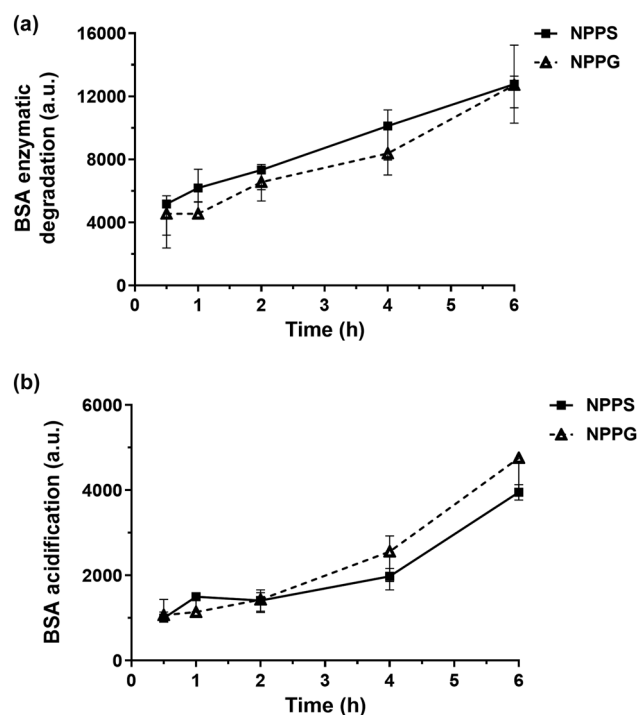 (a)
16000
12000
8000
4000
0
BSA enzymatic
degradation (a.u.)
0
1
2
3
4
5
6
Time (h)
NPPS
NPPG
(b)
6000
4000
2000
0
BSA acidification (a.u.)
0
1
2
3
4
5
6
Time (h)
NPPS
NPPG